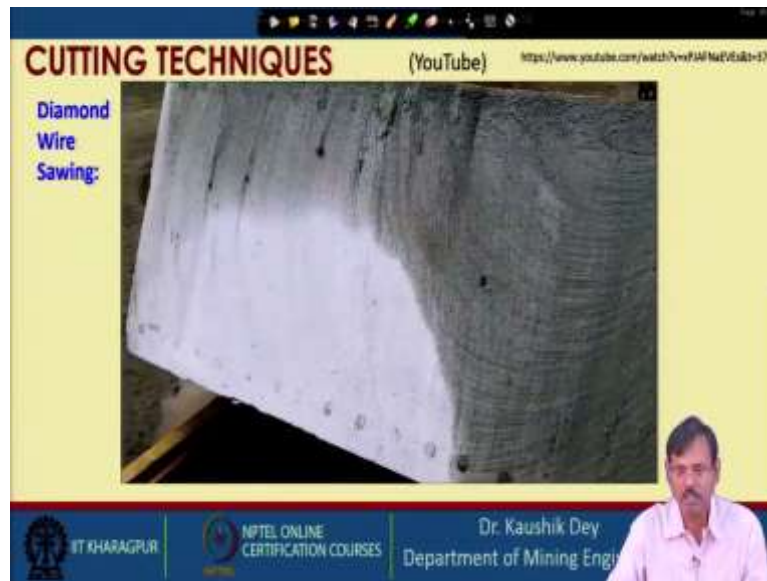 CUTTING TECHNIQUES
(YouTube)
Diamond
Wire
Sawing:
IIT KHARAGPUR
NPTEL ONLINE
CERTIFICATION COURSES
Dr. Kaushik Dey
Department of Mining Engi